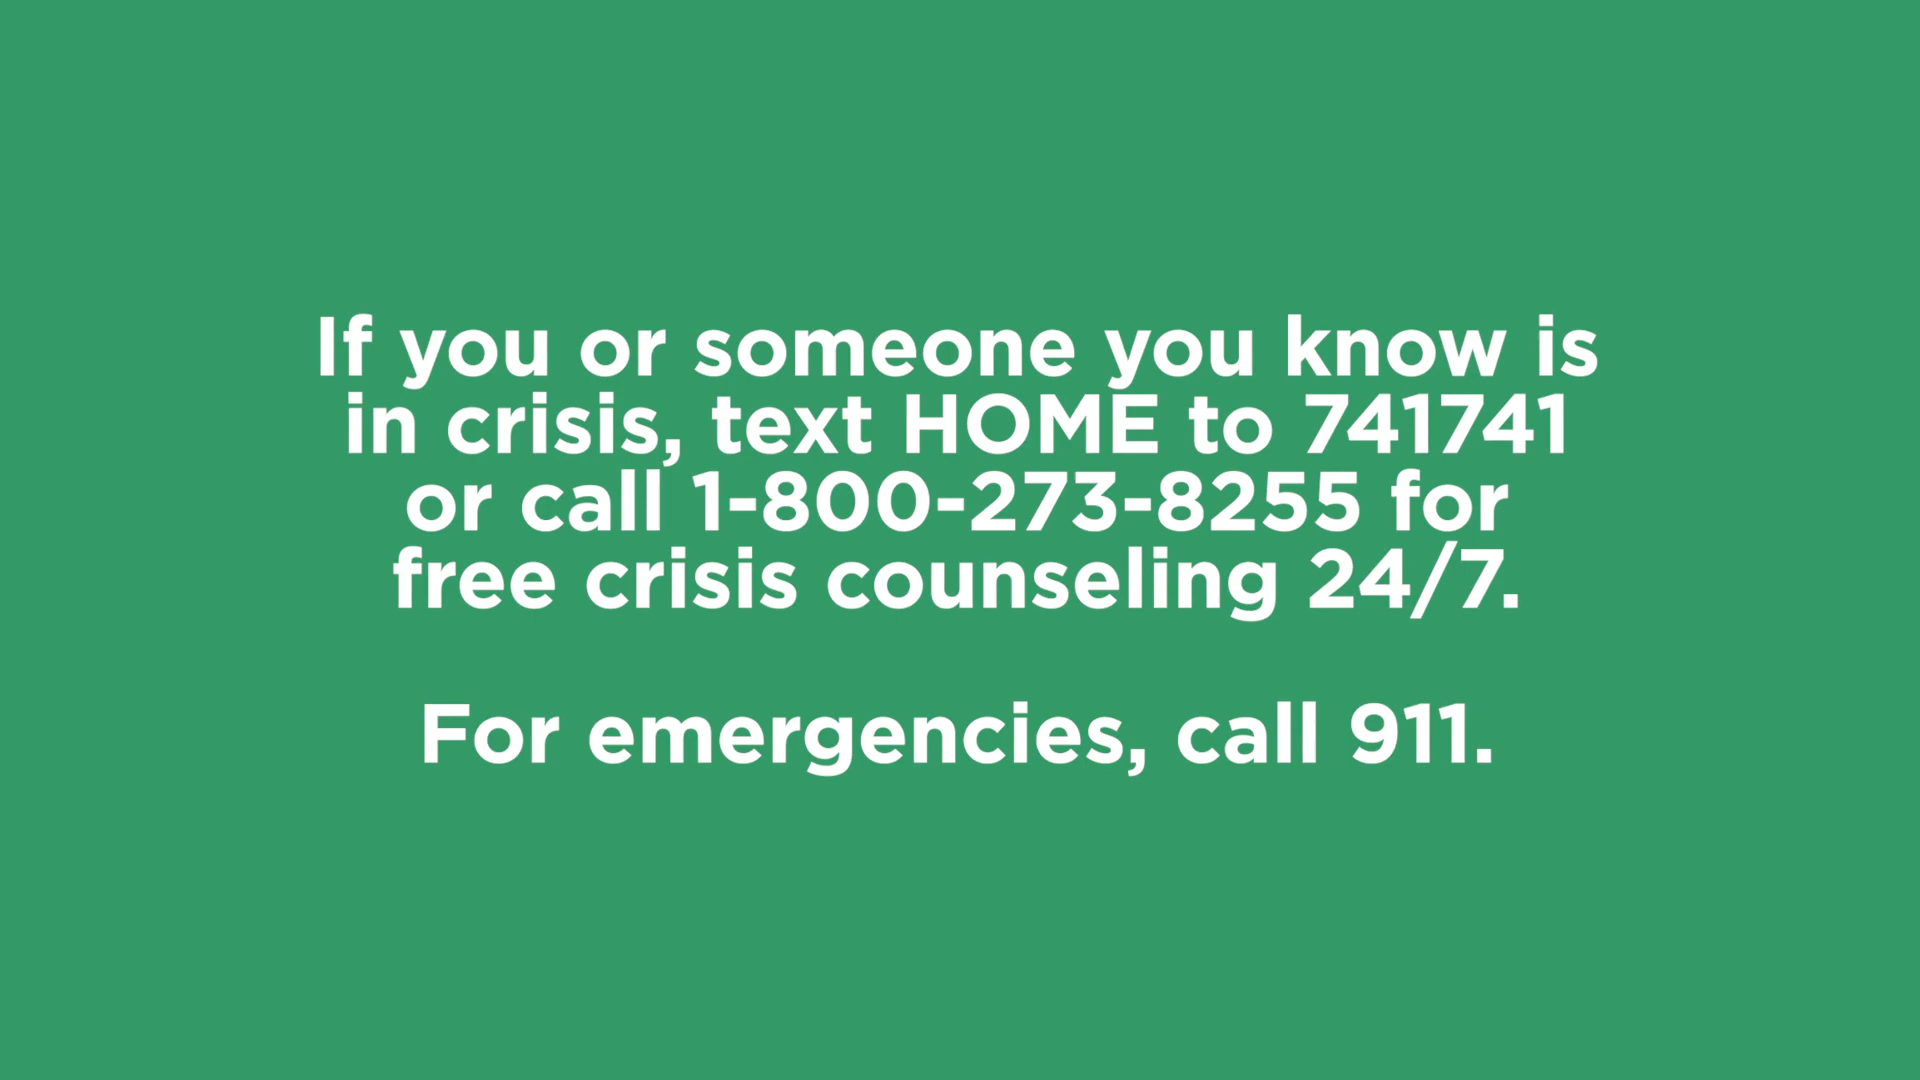 If you or someone you know is
in crisis, text HOME to 741741
or call 1-800-273-8255 for
free crisis counseling 24/7.
For emergencies, call 911.